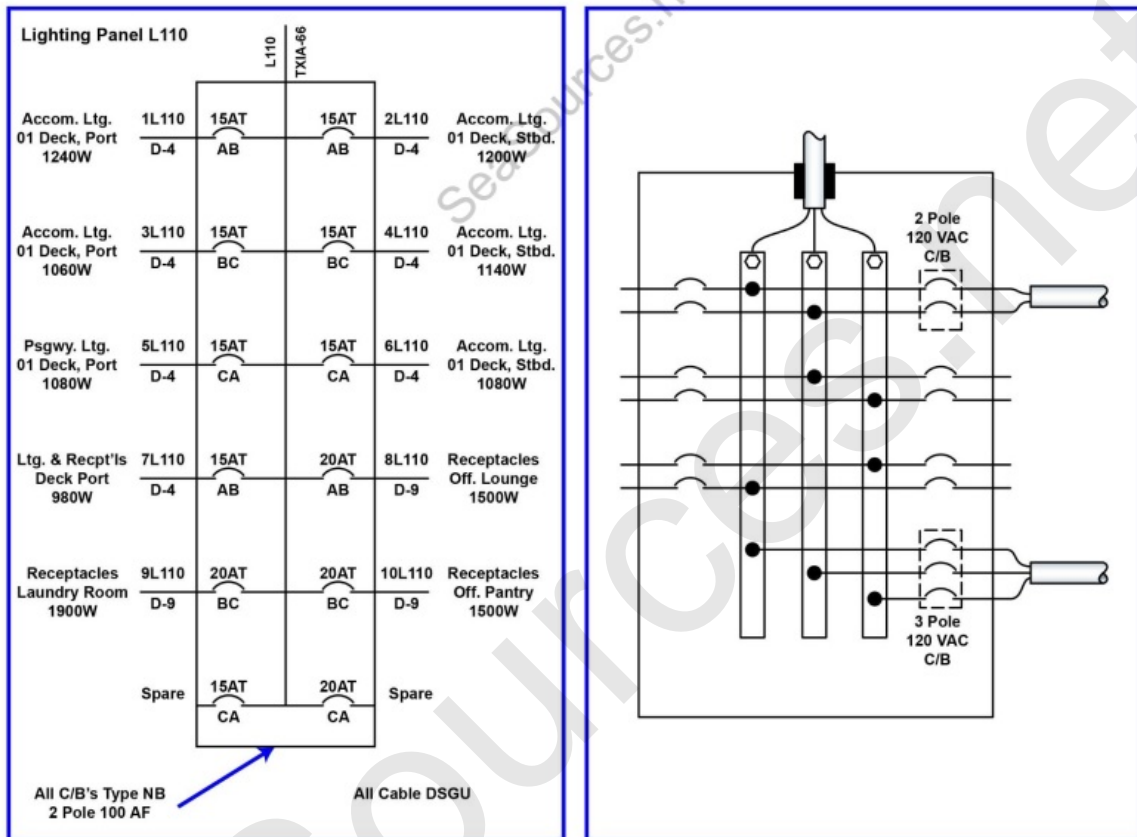 Lighting Panel L110
L110
TXIA-66
Accom. Ltg.
01 Deck, Port
1240W
1L110
D-4
15AT
AB
15AT
AB
2L110
D-4
Accom. Ltg.
01 Deck, Stbd.
1200W
Accom. Ltg.
01 Deck, Port
1060W
3L110
D-4
15AT
BC
15AT
BC
4L110
D-4
Accom. Ltg.
01 Deck, Stbd.
1140W
Psgwy. Ltg.
01 Deck, Port
1080W
5L110
D-4
15AT
CA
15AT
CA
6L110
D-4
Accom. Ltg.
01 Deck, Stbd.
1080W
Ltg. & Recpt'ls
Deck Port
980W
7L110
D-4
15AT
AB
20AT
AB
8L110
D-9
Receptacles
Off. Lounge
1500W
Receptacles
Laundry Room
1900W
9L110
D-9
20AT
BC
20AT
BC
10L110
D-9
Receptacles
Off. Pantry
1500W
Spare
15AT
CA
20AT
CA
Spare
All C/B's Type NB
2 Pole 100 AF
All Cable DSGU
2 Pole
120 VAC
C/B
3 Pole
120 VAC
C/B
sources.net